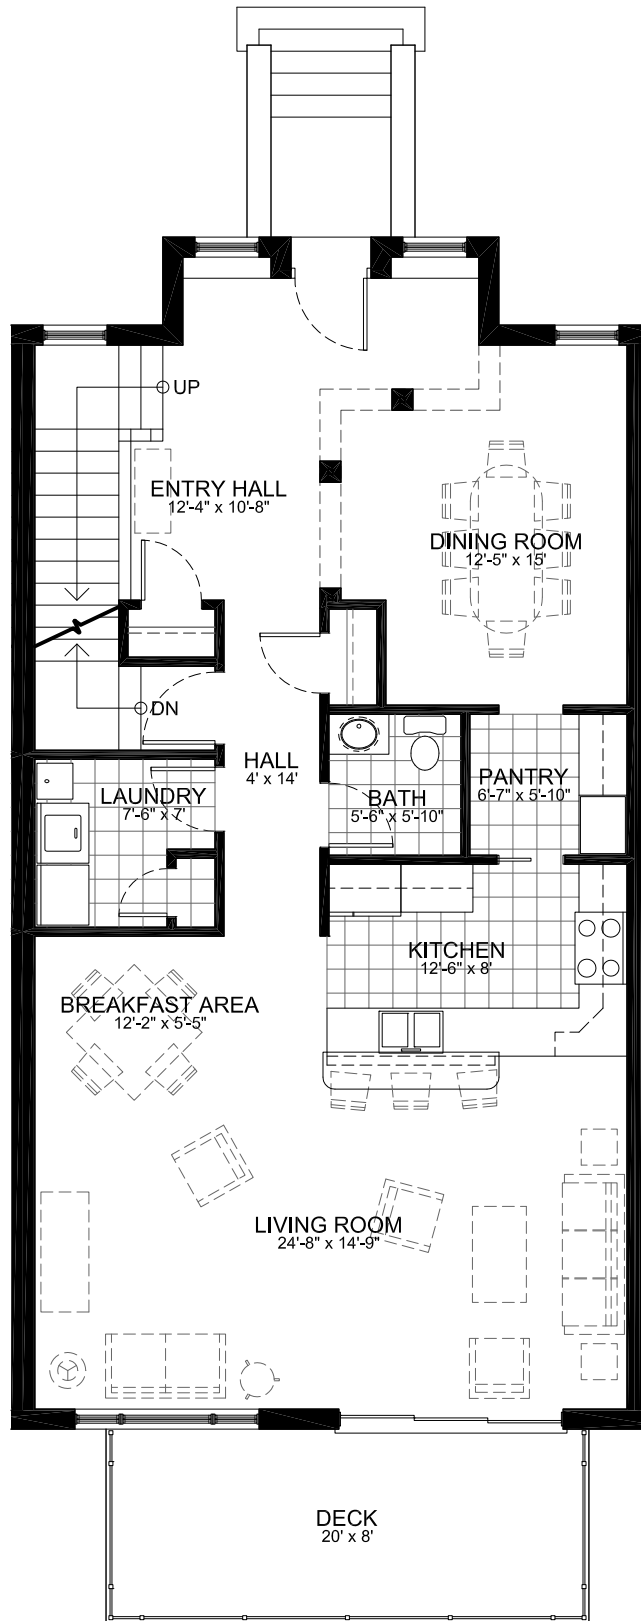 UP
ENTRY HALL
12'-4" x 10'-8"
DINING ROOM
12'-5" x 15'
DN
HALL
4' x 14'
LAUNDRY
7'-6" x 7'
BATH
5'-6" x 5'-10"
PANTRY
6'-7" x 5'-10"
KITCHEN
12'-6" x 8'
BREAKFAST AREA
12'-2" x 5'-5"
LIVING ROOM
24'-8" x 14'-9"
DECK
20' x 8'